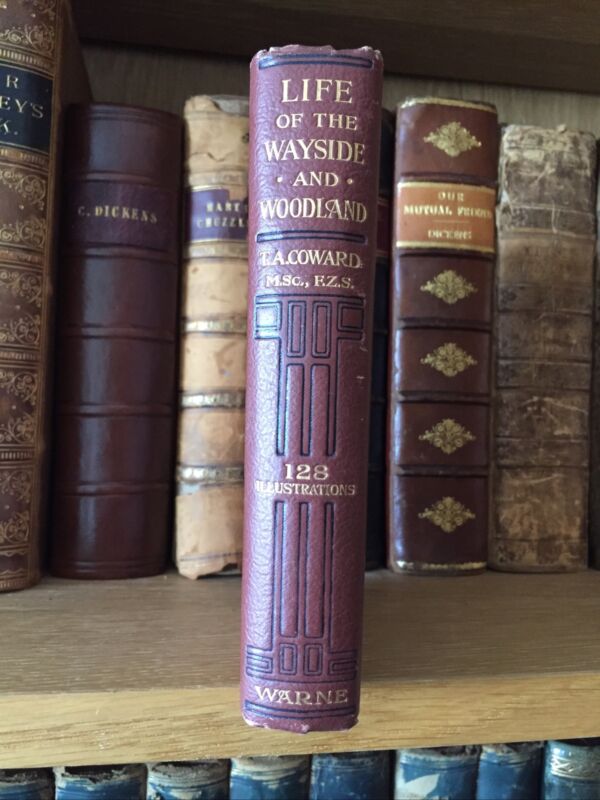 LIFE
OF THE
WAYSIDE
· AND ·
WOODLAND
T.A.COWARD.
M.Sc., F.Z.S.
128
ILLUSTRATIONS
WARNE
C. DICKENS
OUR
MUTUAL FRIEND
DICKENS